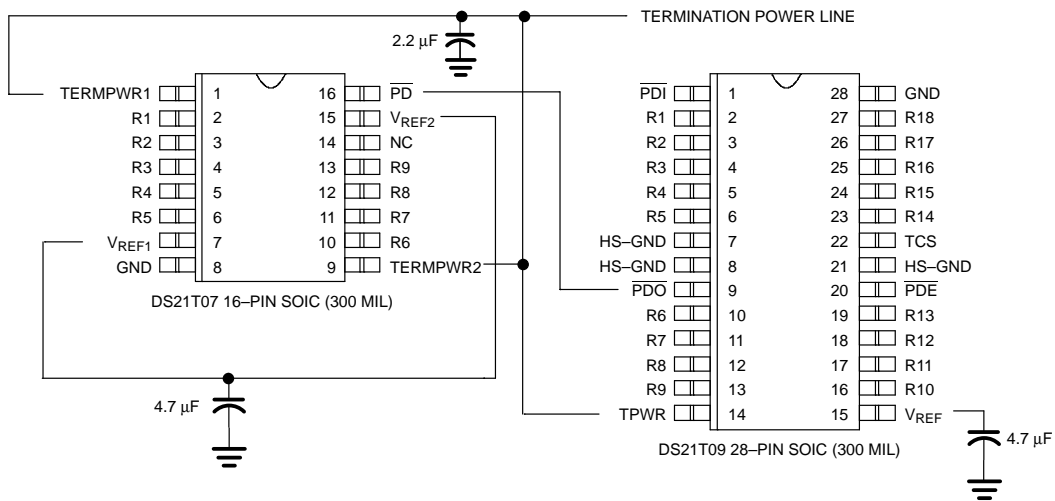 TERMINATION POWER LINE
2.2 μF
TERMPWR1 1 16 P̅D̅
R1 2 15 VREF2
R2 3 14 NC
R3 4 13 R9
R4 5 12 R8
R5 6 11 R7
VREF1 7 10 R6
GND 8 9 TERMPWR2
DS21T07 16–PIN SOIC (300 MIL)
4.7 μF
P̅D̅I̅ 1 28 GND
R1 2 27 R18
R2 3 26 R17
R3 4 25 R16
R4 5 24 R15
R5 6 23 R14
HS–GND 7 22 TCS
HS–GND 8 21 HS–GND
P̅D̅O̅ 9 20 P̅D̅E̅
R6 10 19 R13
R7 11 18 R12
R8 12 17 R11
R9 13 16 R10
TPWR 14 15 VREF
4.7 μF
DS21T09 28–PIN SOIC (300 MIL)